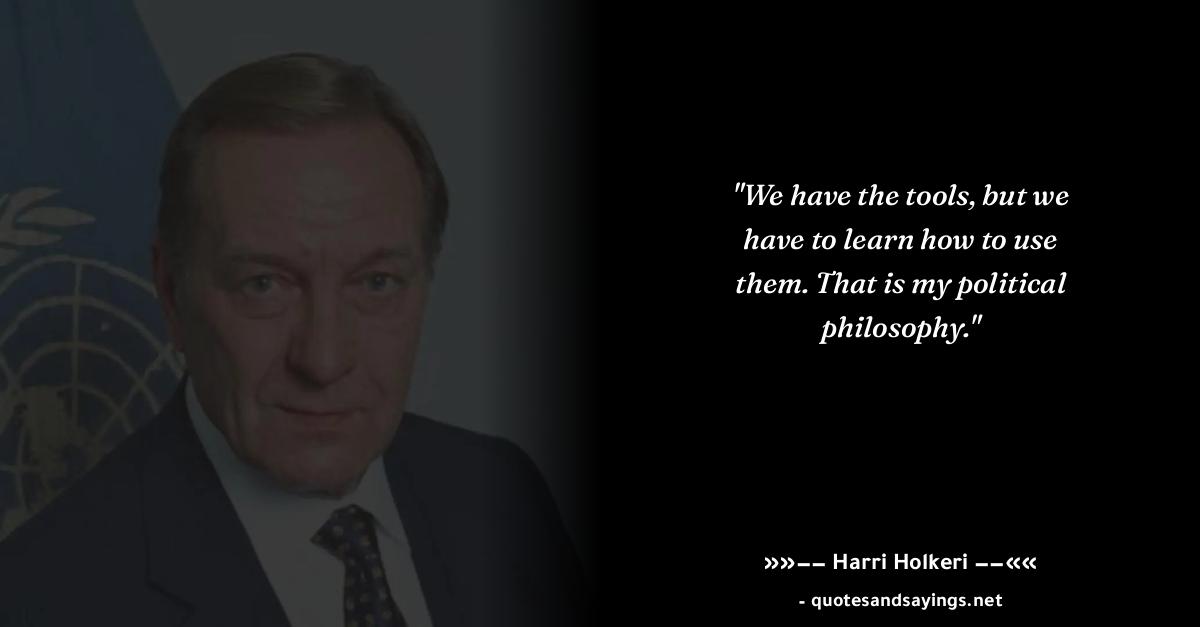 "We have the tools, but we
have to learn how to use
them. That is my political
philosophy."
»»−− Harri Holkeri −−««
- quotesandsayings.net